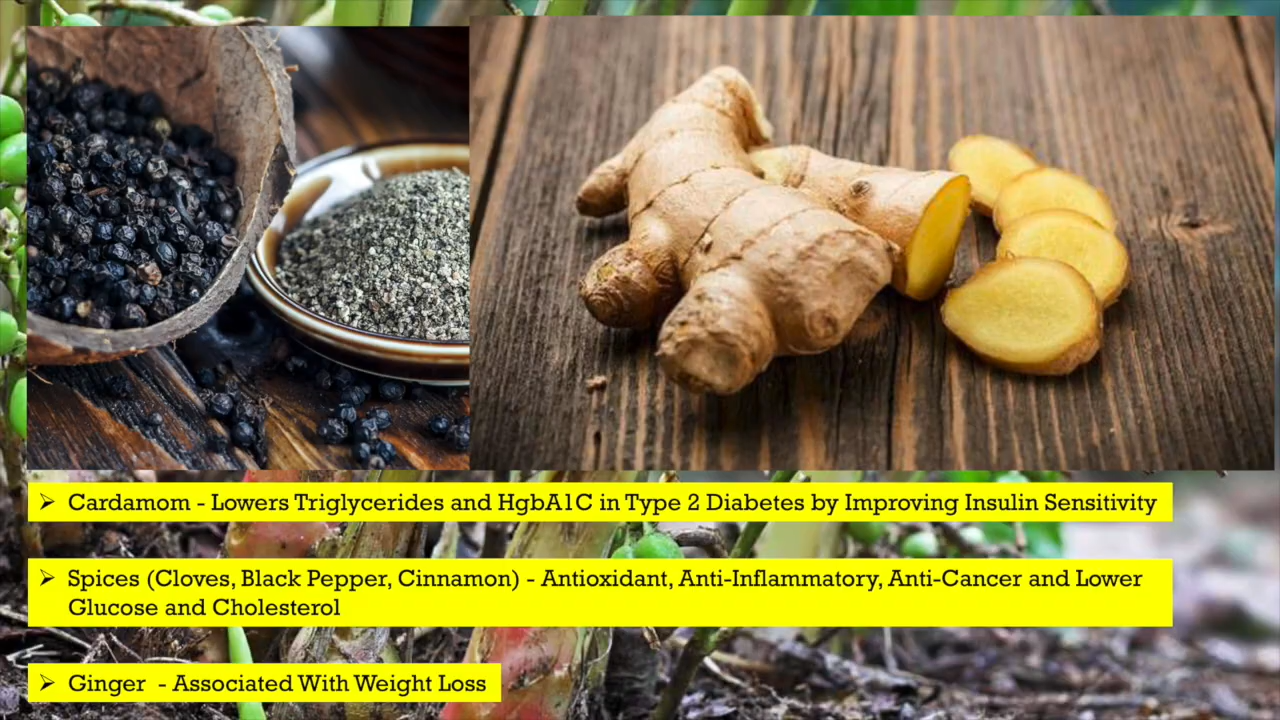 ➢ Cardamom - Lowers Triglycerides and HgbA1C in Type 2 Diabetes by Improving Insulin Sensitivity
➢ Spices (Cloves, Black Pepper, Cinnamon) - Antioxidant, Anti-Inflammatory, Anti-Cancer and Lower
Glucose and Cholesterol
➢ Ginger - Associated With Weight Loss